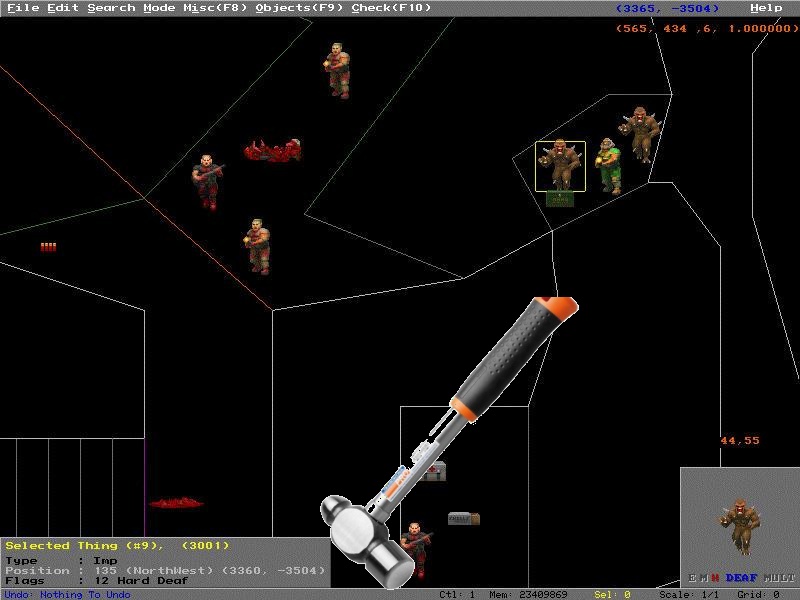 File Edit Search Mode Misc(F8) Objects(F9) Check(F10) (3365, -3504) Help
(565, 434 ,6, 1.000000)
44,55
Selected Thing (#9), (3001)
Type : Imp
Position : 135 (NorthWest) (3360, -3504)
Flags : 12 Hard Deaf
E M H DEAF MULT
Undo: Nothing To Undo Ctl: 1 Mem: 23409869 Sel: 0 Scale: 1/1 Grid: 0